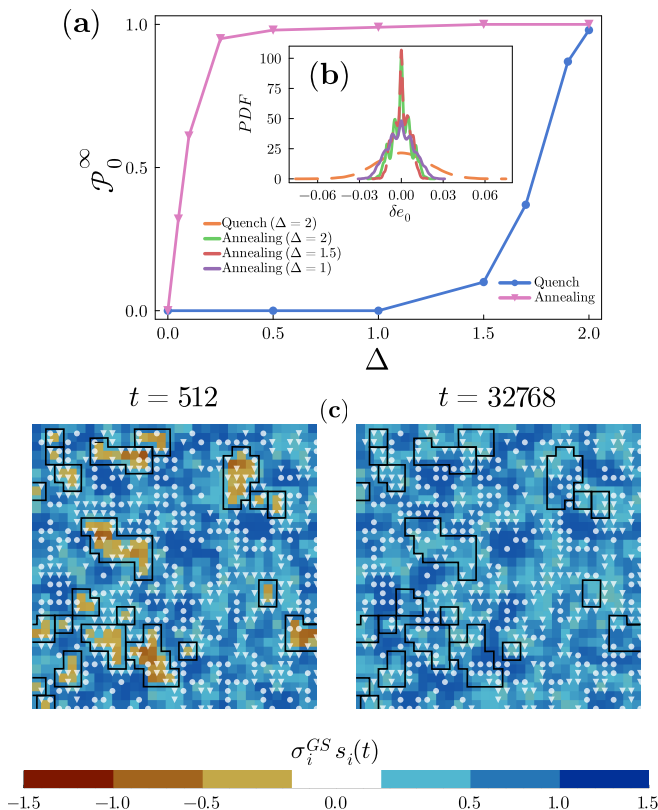 (a)
1.0
0.5
0.0
𝒫₀^∞
0.0 0.5 1.0 1.5 2.0
Δ
(b)
PDF
100
75
50
25
0
−0.06 −0.03 0.00 0.03 0.06
δe₀
Quench (Δ = 2)
Annealing (Δ = 2)
Annealing (Δ = 1.5)
Annealing (Δ = 1)
Quench
Annealing
t = 512 (c) t = 32768
σᵢ^GS sᵢ(t)
−1.5 −1.0 −0.5 0.0 0.5 1.0 1.5